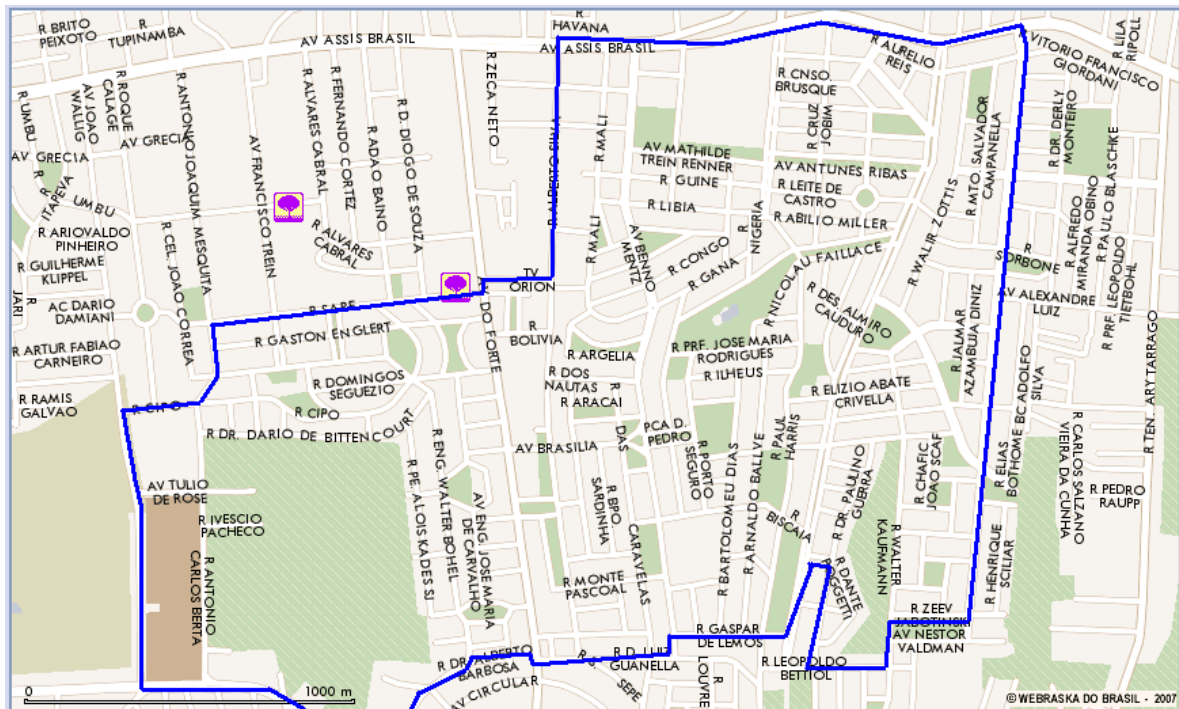 R BRITO
PEIXOTO
R
TUPINAMBA
AV ASSIS BRASIL
R
HAVANA
AV ASSIS BRASIL
R AURELIO
REIS
AV VITORIO FRANCISCO
GIORDANI
R LILA
RIPOLL
R UMBU
AV JOAO
WALLIG
R ROQUE
CALAGE
R ANTONIO JOAQUIM MESQUITA
AV FRANCISCO TREIN
R ALVARES CABRAL
R FERNANDO CORTEZ
R ADAO BAINO
R.D. DIOGO DE SOUZA
R ZECA NETO
R ALBERTO SILVA
R MALI
R CNSO.
BRUSQUE
R CRUZ
JOBIM
R MTO. SALVADOR
CAMPANELLA
R DR. DERLY
MONTEIRO
R PAULO BLASCHKE
AV GRECIA
AV GRECIA
AV MATHILDE
TREIN RENNER
R GUINE
AV ANTUNES RIBAS
R LEITE DE
CASTRO
R LIBIA
R ABILIO MILLER
R
ITAPEVA
R UMBU
R ARIOVALDO
PINHEIRO
R GUILHERME
KLIPPEL
R
JARI
R CEL. JOAO CORREA
R ALVARES
CABRAL
R MALI
AV BENNO
MENTZ
R CONGO
R GANA
R
NIGERIA
R NICOLAU FAILLACE
R WALIR ZOTTIS
R
SORBONE
R ALFREDO
MIRANDA OBINO
R PRF. LEOPOLDO
TIETBOHL
TV
ORION
AC DARIO
DAMIANI
R SAPE
AV DO FORTE
R DES. ALMIRO
CAUDURO
R JALMAR
AZAMBUJA DINIZ
AV ALEXANDRE
LUIZ
R ARTUR FABIAO
CARNEIRO
R GASTON ENGLERT
R
BOLIVIA
R ARGELIA
R PRF. JOSE MARIA
RODRIGUES
R ILHEUS
R TEN. ARY TARRAGO
R RAMIS
GALVAO
R DOMINGOS
SEGUEZIO
R DOS
NAUTAS
R ARACAI
R ELIZIO ABATE
CRIVELLA
BC ADOLFO
SILVA
R CIPO
R CIPO
R DR. DARIO DE BITTENCOURT
AV BRASILIA
R DAS
CARAVELAS
PCA D.
PEDRO
R PORTO
SEGURO
R PAUL
HARRIS
R ELIAS
BOTHOME
R CARLOS SALZANO
VIEIRA DA CUNHA
R PEDRO
RAUPP
AV TULIO
DE ROSE
R IVESCIO
PACHECO
R ANTONIO
CARLOS BERTA
R PE. ALOIS KADES SJ
R ENG. WALTER BOHEL
AV ENG. JOSE MARIA
DE CARVALHO
R BPO.
SARDINHA
R BARTOLOMEU DIAS
R ARNALDO BALLVE
R
BISCAIA
R DR. PAULINO
GUERRA
R CHAFIC
JOAO SCAF
R WALTER
KAUFMANN
R HENRIQUE
SCILIAR
R MONTE
PASCOAL
R DANTE
POGGETTI
R ZEEV
JABOTINSKI
AV NESTOR
VALDMAN
R GASPAR
DE LEMOS
R DR. ALBERTO
BARBOSA
R D. LUIZ
GUANELLA
R S.
SEPE
R
LOUVRE
R LEOPOLDO
BETTIOL
AV CIRCULAR
0 1000 m
© WEBRASKA DO BRASIL - 2007